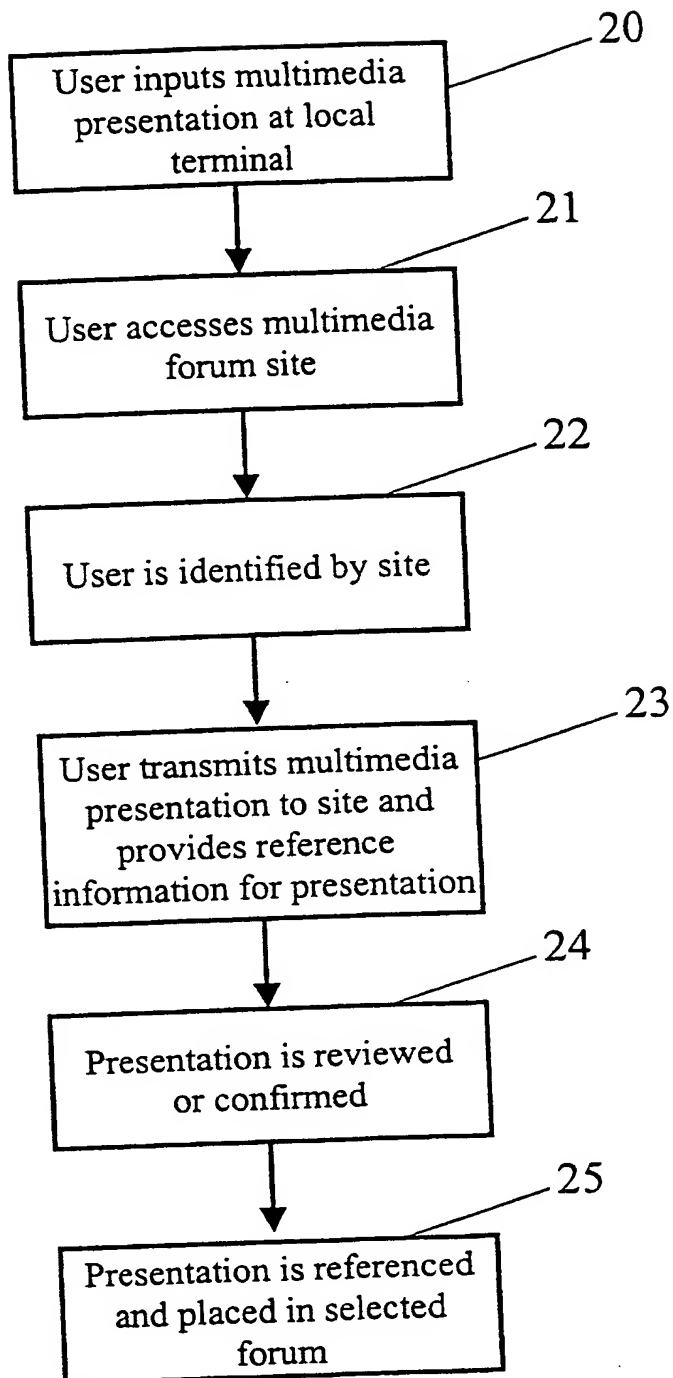 20
User inputs multimedia
presentation at local
terminal
21
User accesses multimedia
forum site
22
User is identified by site
23
User transmits multimedia
presentation to site and
provides reference
information for presentation
24
Presentation is reviewed
or confirmed
25
Presentation is referenced
and placed in selected
forum